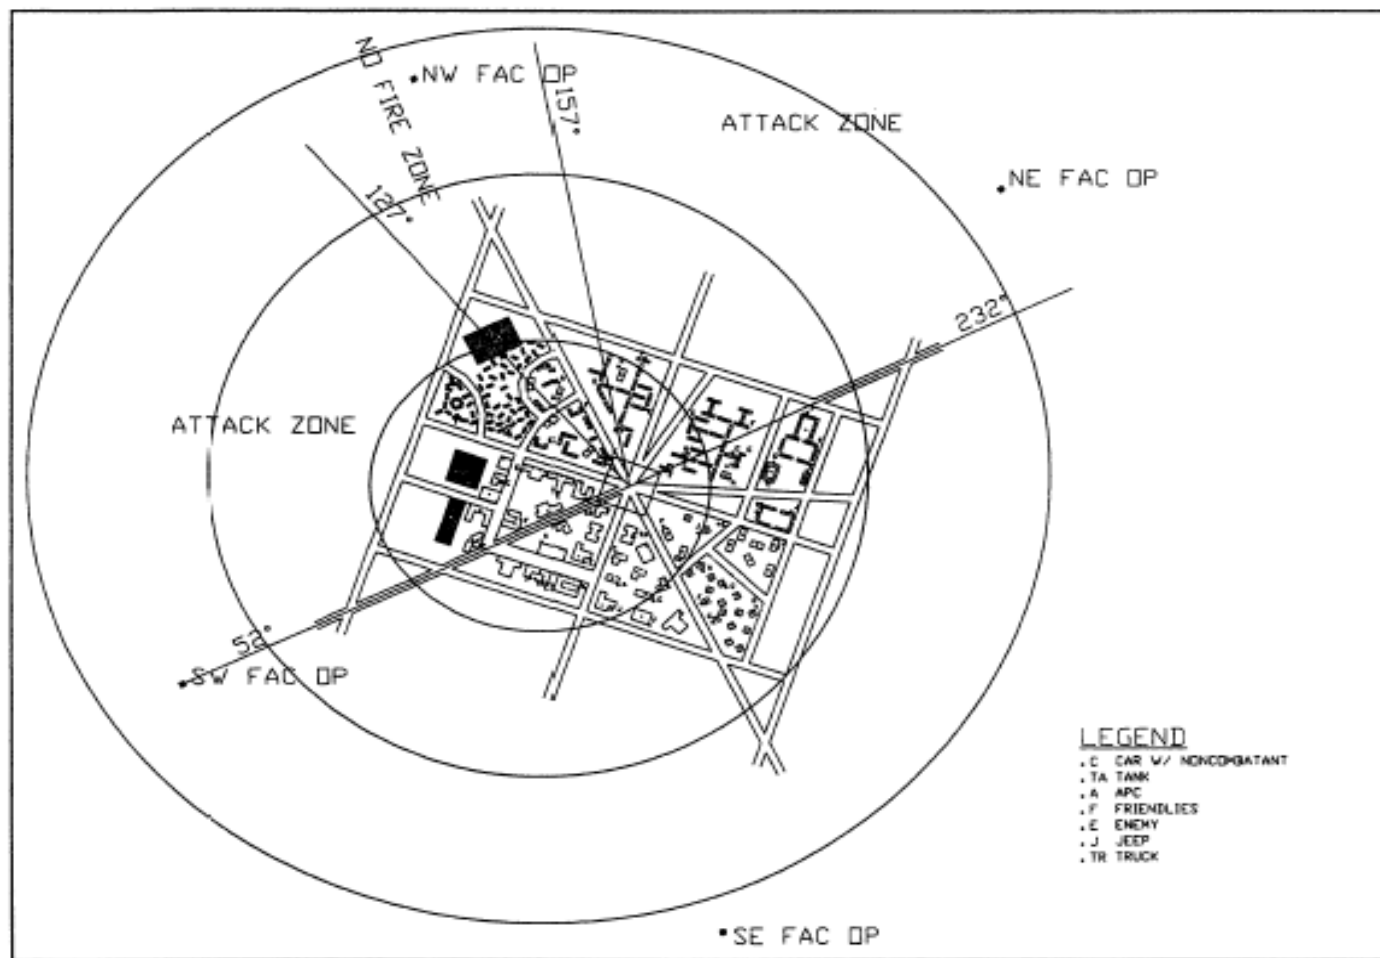 NO FIRE ZONE
NW FAC OP
157°
ATTACK ZONE
NE FAC OP
127°
232°
ATTACK ZONE
52°
SW FAC OP
LEGEND
.C CAR W/ NONCOMBATANT
.TA TANK
.A APC
.F FRIENDLIES
.E ENEMY
.J JEEP
.TR TRUCK
SE FAC OP